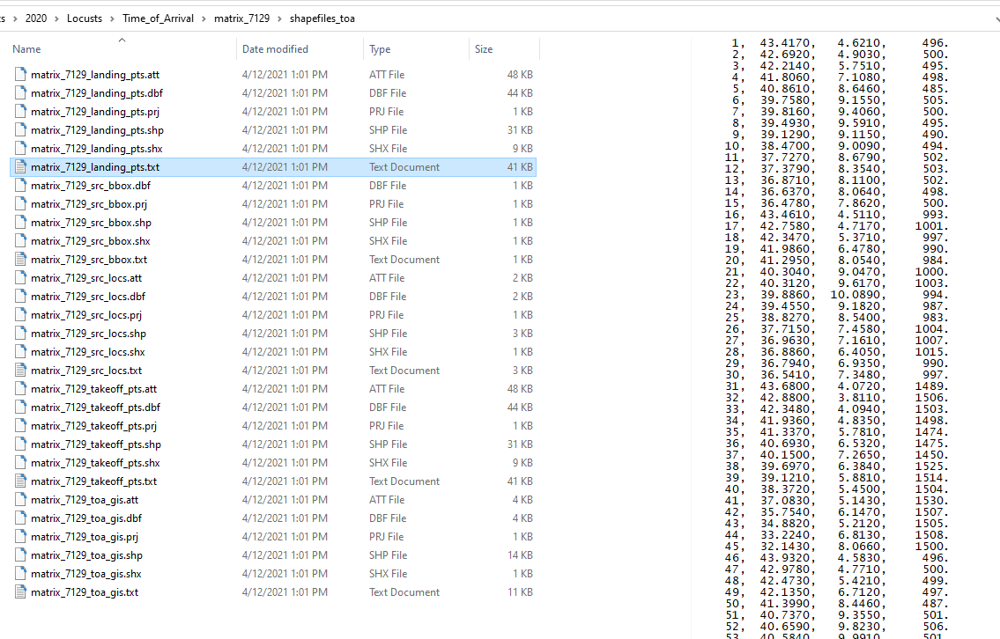 ts > 2020 > Locusts > Time_of_Arrival > matrix_7129 > shapefiles_toa
Name Date modified Type Size
matrix_7129_landing_pts.att 4/12/2021 1:01 PM ATT File 48 KB
matrix_7129_landing_pts.dbf 4/12/2021 1:01 PM DBF File 44 KB
matrix_7129_landing_pts.prj 4/12/2021 1:01 PM PRJ File 1 KB
matrix_7129_landing_pts.shp 4/12/2021 1:01 PM SHP File 31 KB
matrix_7129_landing_pts.shx 4/12/2021 1:01 PM SHX File 9 KB
matrix_7129_landing_pts.txt 4/12/2021 1:01 PM Text Document 41 KB
matrix_7129_src_bbox.dbf 4/12/2021 1:01 PM DBF File 1 KB
matrix_7129_src_bbox.prj 4/12/2021 1:01 PM PRJ File 1 KB
matrix_7129_src_bbox.shp 4/12/2021 1:01 PM SHP File 1 KB
matrix_7129_src_bbox.shx 4/12/2021 1:01 PM SHX File 1 KB
matrix_7129_src_bbox.txt 4/12/2021 1:01 PM Text Document 1 KB
matrix_7129_src_locs.att 4/12/2021 1:01 PM ATT File 2 KB
matrix_7129_src_locs.dbf 4/12/2021 1:01 PM DBF File 2 KB
matrix_7129_src_locs.prj 4/12/2021 1:01 PM PRJ File 1 KB
matrix_7129_src_locs.shp 4/12/2021 1:01 PM SHP File 3 KB
matrix_7129_src_locs.shx 4/12/2021 1:01 PM SHX File 1 KB
matrix_7129_src_locs.txt 4/12/2021 1:01 PM Text Document 3 KB
matrix_7129_takeoff_pts.att 4/12/2021 1:01 PM ATT File 48 KB
matrix_7129_takeoff_pts.dbf 4/12/2021 1:01 PM DBF File 44 KB
matrix_7129_takeoff_pts.prj 4/12/2021 1:01 PM PRJ File 1 KB
matrix_7129_takeoff_pts.shp 4/12/2021 1:01 PM SHP File 31 KB
matrix_7129_takeoff_pts.shx 4/12/2021 1:01 PM SHX File 9 KB
matrix_7129_takeoff_pts.txt 4/12/2021 1:01 PM Text Document 41 KB
matrix_7129_toa_gis.att 4/12/2021 1:01 PM ATT File 4 KB
matrix_7129_toa_gis.dbf 4/12/2021 1:01 PM DBF File 4 KB
matrix_7129_toa_gis.prj 4/12/2021 1:01 PM PRJ File 1 KB
matrix_7129_toa_gis.shp 4/12/2021 1:01 PM SHP File 14 KB
matrix_7129_toa_gis.shx 4/12/2021 1:01 PM SHX File 1 KB
matrix_7129_toa_gis.txt 4/12/2021 1:01 PM Text Document 11 KB
1, 43.4170, 4.6210, 496.
2, 42.6920, 4.9030, 500.
3, 42.2140, 5.7510, 495.
4, 41.8060, 7.1080, 498.
5, 40.8610, 8.6460, 485.
6, 39.7580, 9.1550, 505.
7, 39.8160, 9.4060, 500.
8, 39.4930, 9.5910, 495.
9, 39.1290, 9.1150, 490.
10, 38.4700, 9.0090, 494.
11, 37.7270, 8.6790, 502.
12, 37.3790, 8.3540, 503.
13, 36.8710, 8.1100, 502.
14, 36.6370, 8.0640, 498.
15, 36.4780, 7.8620, 500.
16, 43.4610, 4.5110, 993.
17, 42.7580, 4.7170, 1001.
18, 42.3470, 5.3710, 997.
19, 41.9860, 6.4780, 990.
20, 41.2950, 8.0540, 984.
21, 40.3040, 9.0470, 1000.
22, 40.3120, 9.6170, 1003.
23, 39.8860, 10.0890, 994.
24, 39.4550, 9.1820, 987.
25, 38.8270, 8.5400, 983.
26, 37.7150, 7.4580, 1004.
27, 36.9630, 7.1610, 1007.
28, 36.8860, 6.4050, 1015.
29, 36.7940, 6.9350, 990.
30, 36.5410, 7.3480, 997.
31, 43.6800, 4.0720, 1489.
32, 42.8800, 3.8110, 1506.
33, 42.3480, 4.0940, 1503.
34, 41.9360, 4.8350, 1498.
35, 41.3370, 5.7810, 1474.
36, 40.6930, 6.5320, 1475.
37, 40.1500, 7.2650, 1450.
38, 39.6970, 6.3840, 1525.
39, 39.1210, 5.8810, 1514.
40, 38.3720, 5.4500, 1504.
41, 37.0830, 5.1430, 1530.
42, 35.7540, 6.1470, 1507.
43, 34.8820, 5.2120, 1505.
44, 33.2240, 6.8130, 1508.
45, 32.1430, 8.0660, 1500.
46, 43.9320, 4.5830, 496.
47, 42.9780, 4.7710, 500.
48, 42.4730, 5.4210, 499.
49, 42.1350, 6.7120, 497.
50, 41.3990, 8.4460, 487.
51, 40.7370, 9.3550, 501.
52, 40.6590, 9.8230, 506.
53, 40.5840, 9.9910, 501.